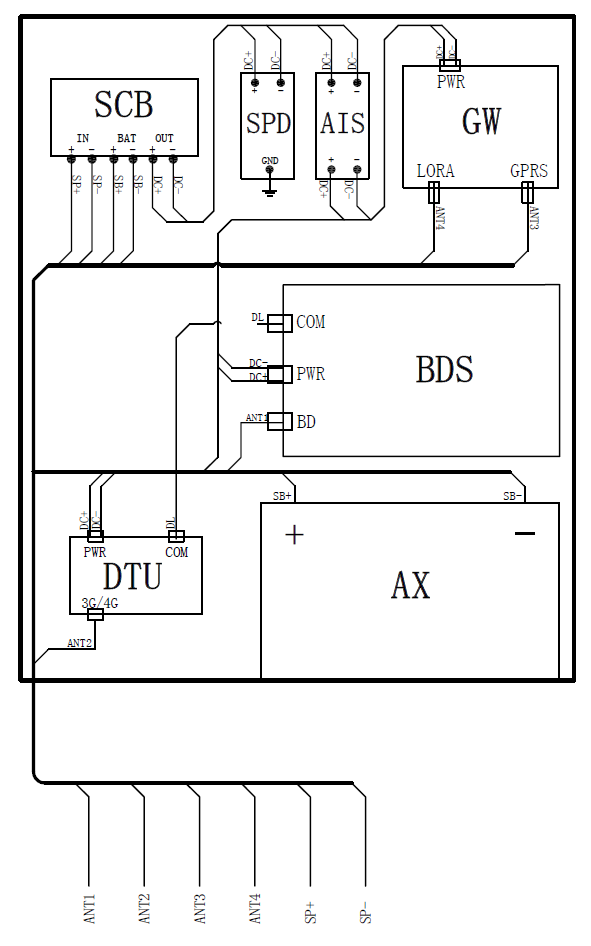 DC+ DC- DC+ DC- DC+ DC-
SCB
IN BAT OUT
+ - + - + -
SP+ SP- SB+ SB- DC+ DC-
+ -
SPD
GND
+ -
AIS
+ -
DC+ DC-
PWR
GW
LORA GPRS
ANT4 ANT3
DL COM
BDS
DC- PWR
DC+
ANT1 BD
SB+ SB-
+ -
AX
DC+ DC- DL
PWR COM
DTU
3G/4G
ANT2
ANT1 ANT2 ANT3 ANT4 SP+ SP-